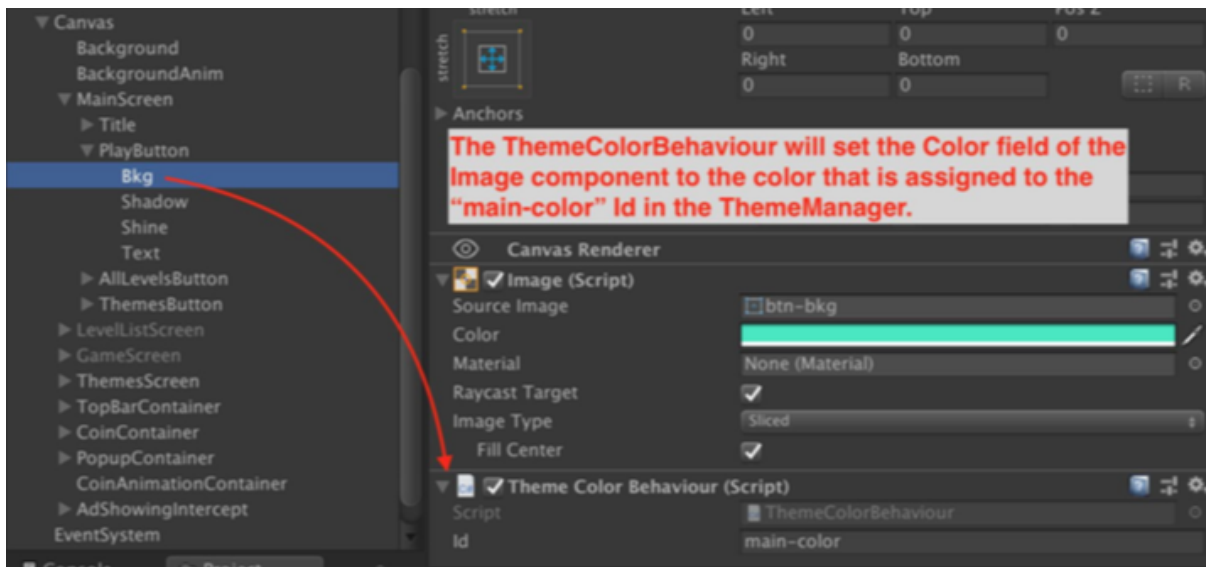 Canvas
Background
BackgroundAnim
MainScreen
Title
PlayButton
Bkg
Shadow
Shine
Text
AllLevelsButton
ThemesButton
LevelListScreen
GameScreen
ThemesScreen
TopBarContainer
CoinContainer
PopupContainer
CoinAnimationContainer
AdShowingIntercept
EventSystem
Console Project
stretch Left Top Pos Z
stretch 0 0 0
Right Bottom
0 0 R
Anchors
The ThemeColorBehaviour will set the Color field of the
Image component to the color that is assigned to the
“main-color” Id in the ThemeManager.
Canvas Renderer
Image (Script)
Source Image btn-bkg
Color
Material None (Material)
Raycast Target
Image Type Sliced
Fill Center
Theme Color Behaviour (Script)
Script ThemeColorBehaviour
Id main-color